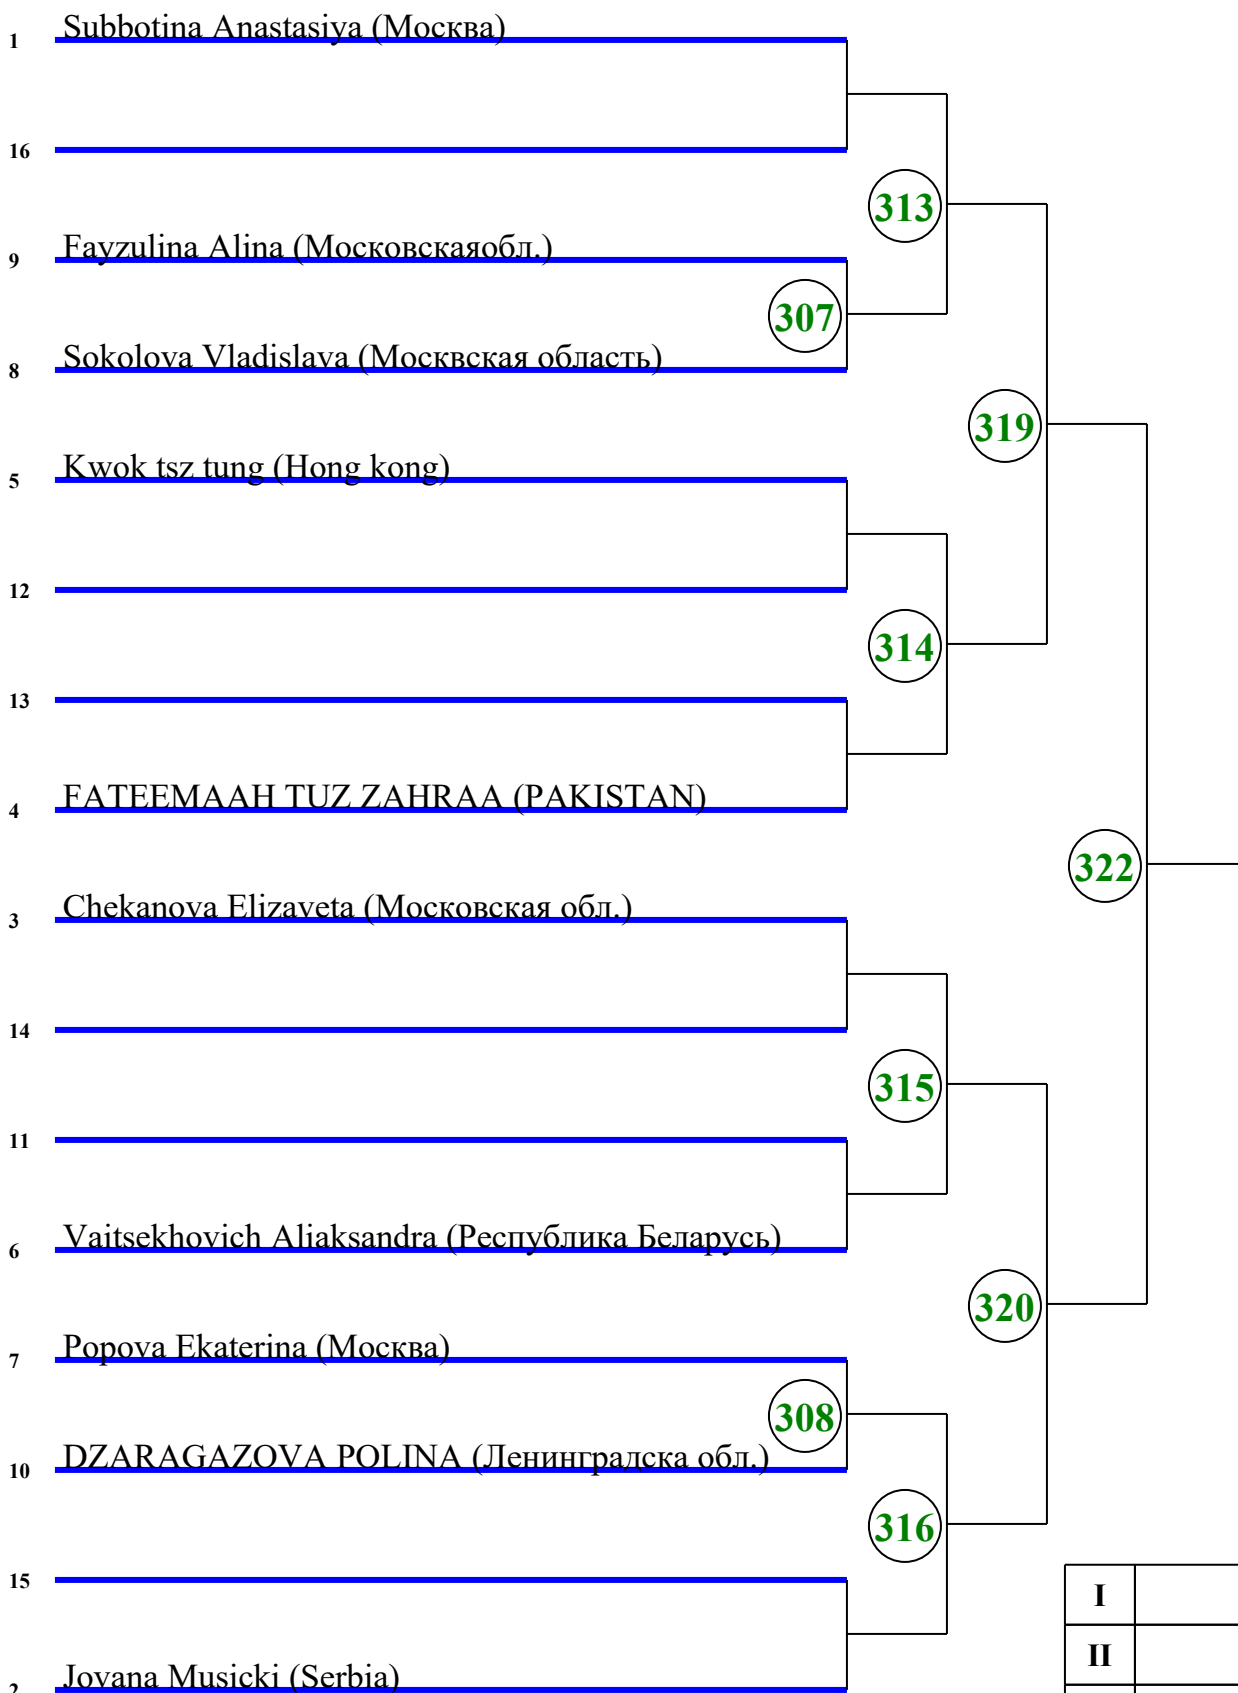 1 Subbotina Anastasiya (Москва)
16
313
9 Fayzulina Alina (Московскаяобл.)
307
8 Sokolova Vladislava (Москвская область)
319
5 Kwok tsz tung (Hong kong)
12
314
13
4 FATEEMAAH TUZ ZAHRAA (PAKISTAN)
322
3 Chekanova Elizaveta (Московская обл.)
14
315
11
6 Vaitsekhovich Aliaksandra (Республика Беларусь)
320
7 Popova Ekaterina (Москва)
308
10 DZARAGAZOVA POLINA (Ленинградска обл.)
316
15
I
II
2 Jovana Musicki (Serbia)